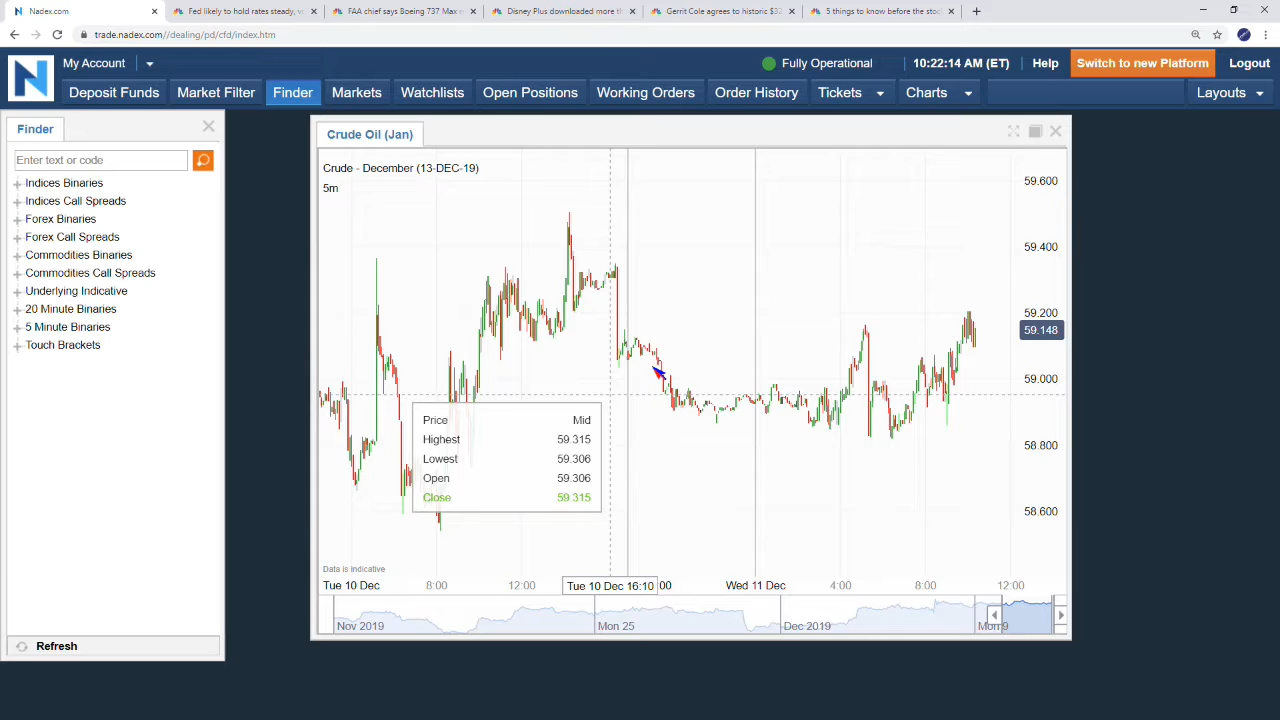 Nadex.com
Fed likely to hold rates steady, v
FAA chief says Boeing 737 Max
Disney Plus downloaded more t
Gerrit Cole agrees to historic $32
5 things to know before the sto
trade.nadex.com/dealing/pd/cfd/index.htm
My Account
Fully Operational
10:22:14 AM (ET)
Help
Switch to new Platform
Logout
Deposit Funds
Market Filter
Finder
Markets
Watchlists
Open Positions
Working Orders
Order History
Tickets
Charts
Layouts
Finder
Enter text or code
Indices Binaries
Indices Call Spreads
Forex Binaries
Forex Call Spreads
Commodities Binaries
Commodities Call Spreads
Underlying Indicative
20 Minute Binaries
5 Minute Binaries
Touch Brackets
Refresh
Crude Oil (Jan)
Crude - December (13-DEC-19)
5m
59.600
59.400
59.200
59.148
59.000
58.800
58.600
Price Mid
Highest 59.315
Lowest 59.306
Open 59.306
Close 59.315
Data is Indicative
Tue 10 Dec 8:00 12:00 Tue 10 Dec 16:10 00 Wed 11 Dec 4:00 8:00 12:00
Nov 2019 Mon 25 Dec 2019 Mon 9